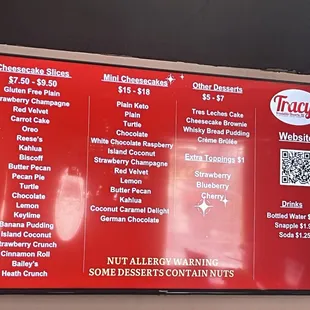 Cheesecake Slices
$7.50 - $9.50
Gluten Free Plain
Strawberry Champagne
Red Velvet
Carrot Cake
Oreo
Reese's
Kahlua
Biscoff
Butter Pecan
Pecan Pie
Turtle
Chocolate
Lemon
Keylime
Banana Pudding
Island Coconut
Strawberry Crunch
Cinnamon Roll
Bailey's
Heath Crunch
Mini Cheesecakes
$15 - $18
Plain Keto
Plain
Turtle
Chocolate
White Chocolate Raspberry
Island Coconut
Strawberry Champagne
Red Velvet
Lemon
Butter Pecan
Kahlua
Coconut Caramel Delight
German Chocolate
Other Desserts
$5 - $7
Tres Leches Cake
Cheesecake Brownie
Whisky Bread Pudding
Crème Brûlée
Extra Toppings $1
Strawberry
Blueberry
Cherry
NUT ALLERGY WARNING
SOME DESSERTS CONTAIN NUTS
Tracy
Website
Drinks
Bottled Water $
Snapple $1.
Soda $1.25